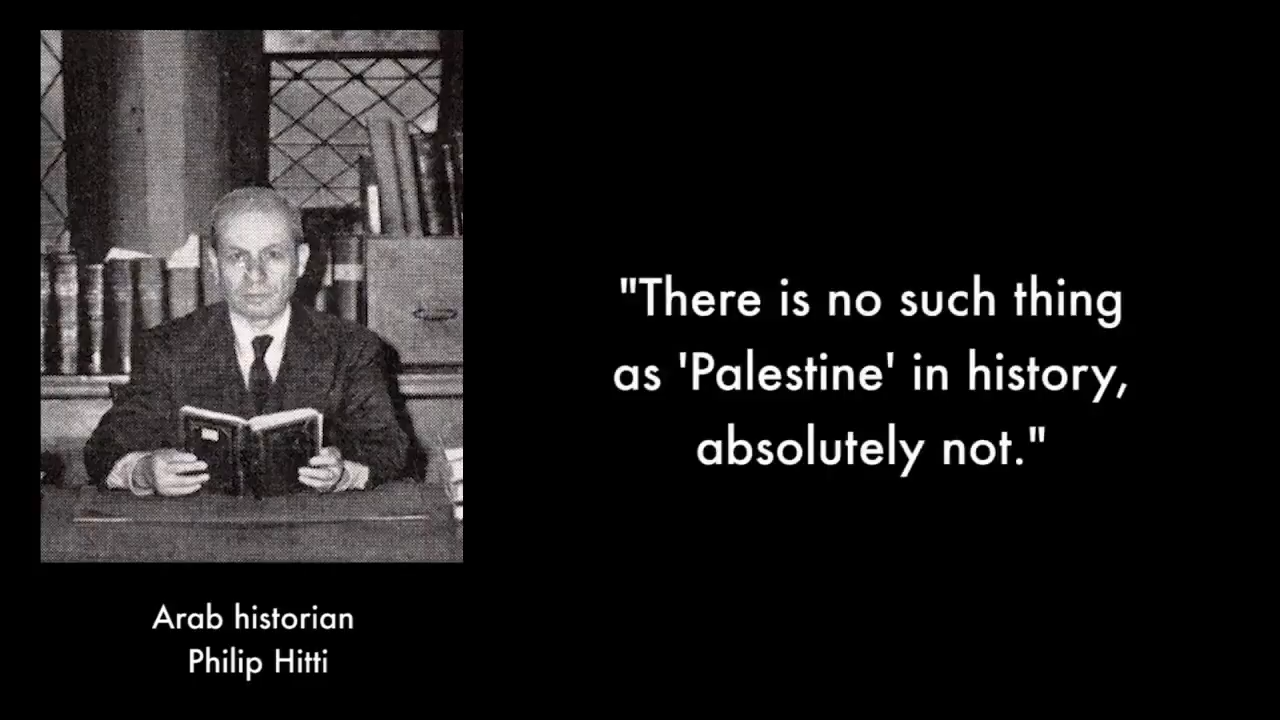 "There is no such thing
as 'Palestine' in history,
absolutely not."
Arab historian
Philip Hitti